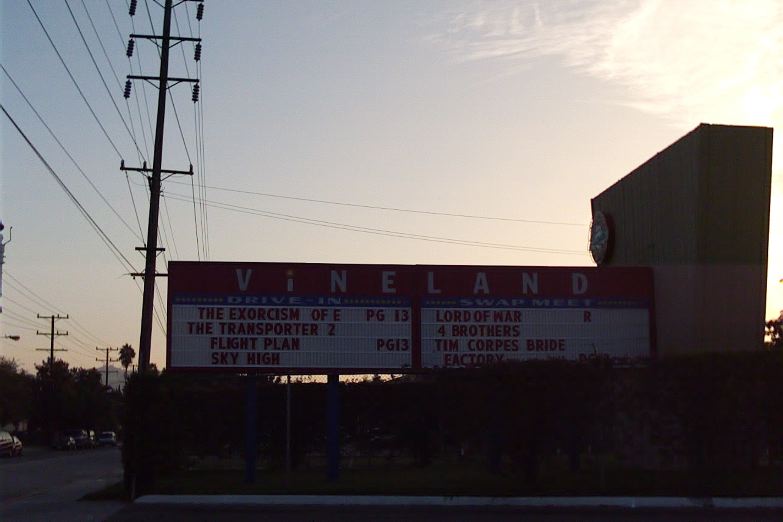 ViNELAND
DRIVE-IN
THE EXORCISM OF E PG 13
THE TRANSPORTER 2
FLIGHT PLAN PG13
SKY HIGH
SWAP MEET
LORD OF WAR R
4 BROTHERS
TIM CORPES BRIDE
FACTORY